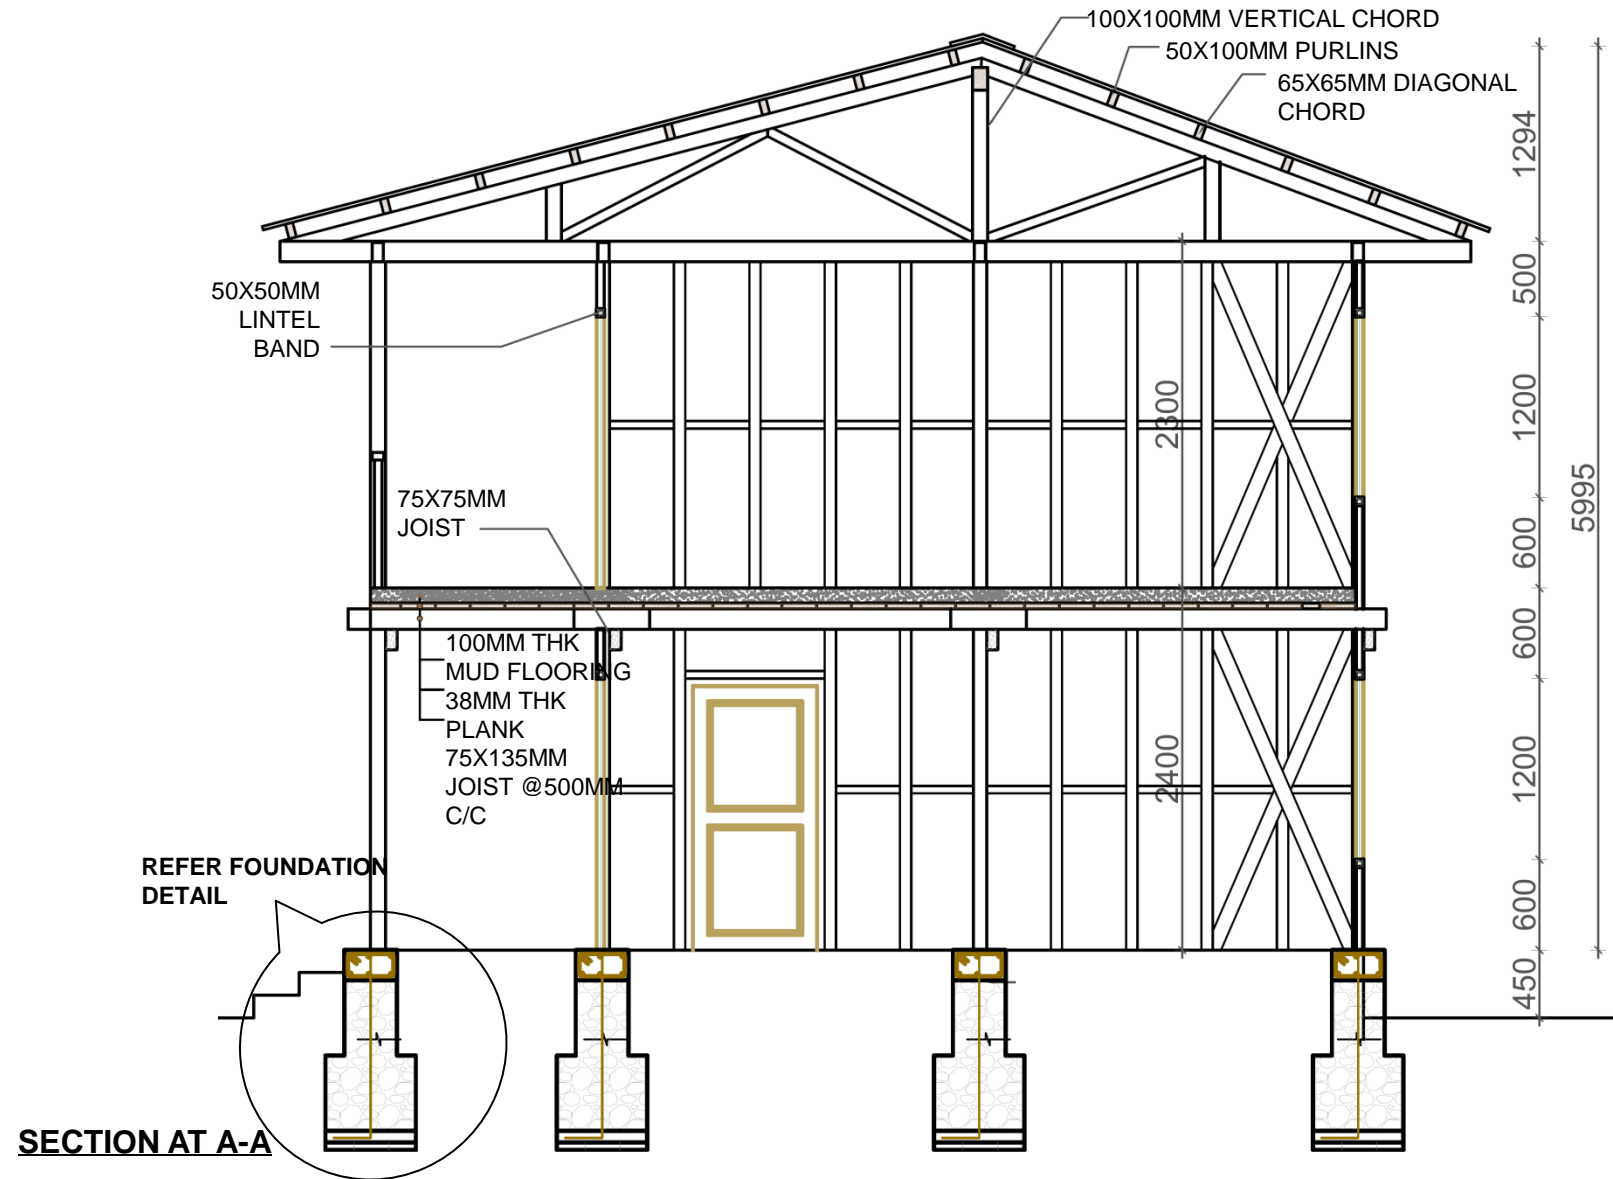 100X100MM VERTICAL CHORD
50X100MM PURLINS
65X65MM DIAGONAL
CHORD
50X50MM
LINTEL
BAND
75X75MM
JOIST
100MM THK
MUD FLOORING
38MM THK
PLANK
75X135MM
JOIST @500MM
C/C
REFER FOUNDATION
DETAIL
2300
2400
1294
500
1200
600
600
1200
600
450
5995
SECTION AT A-A